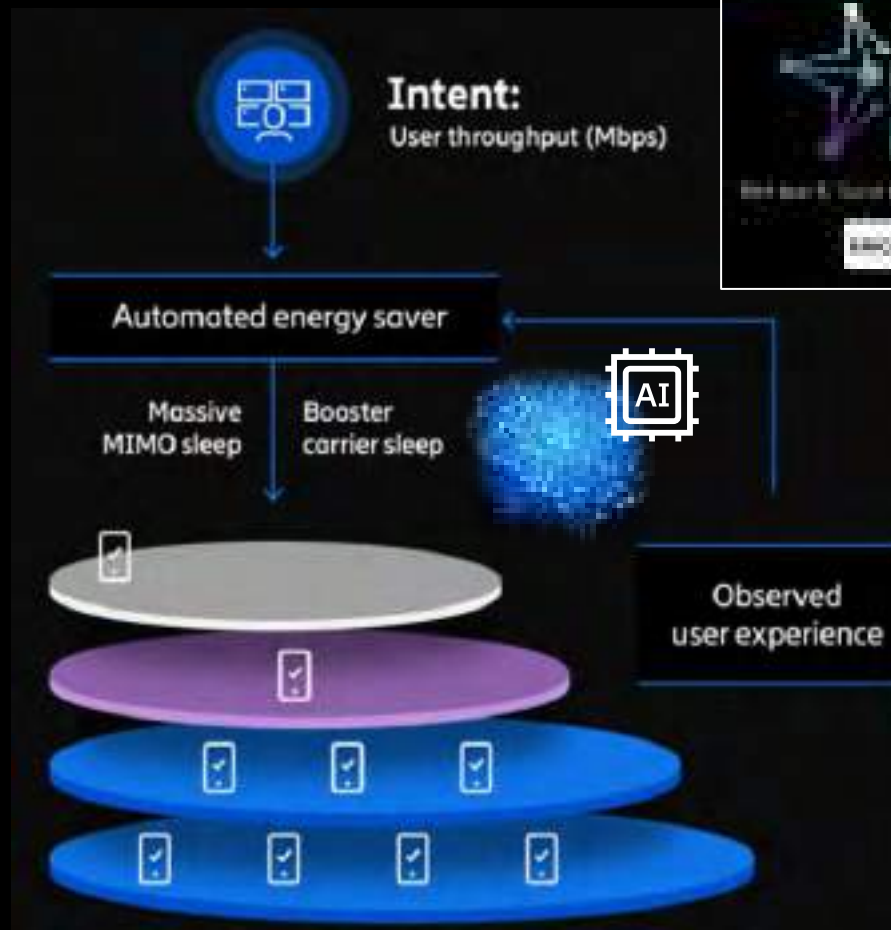 Intent:
User throughput (Mbps)
Automated energy saver
Massive
MIMO sleep
Booster
carrier sleep
AI
Observed
user experience